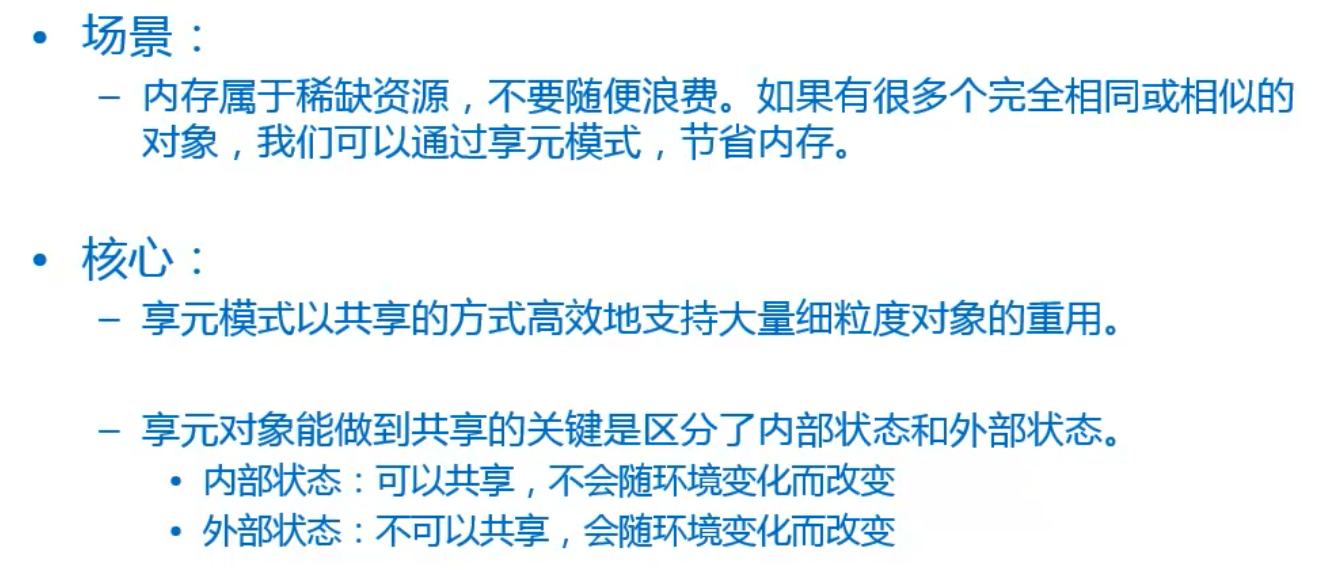 • 场景：
– 内存属于稀缺资源，不要随便浪费。如果有很多个完全相同或相似的
对象，我们可以通过享元模式，节省内存。
• 核心：
– 享元模式以共享的方式高效地支持大量细粒度对象的重用。
– 享元对象能做到共享的关键是区分了内部状态和外部状态。
• 内部状态：可以共享，不会随环境变化而改变
• 外部状态：不可以共享，会随环境变化而改变